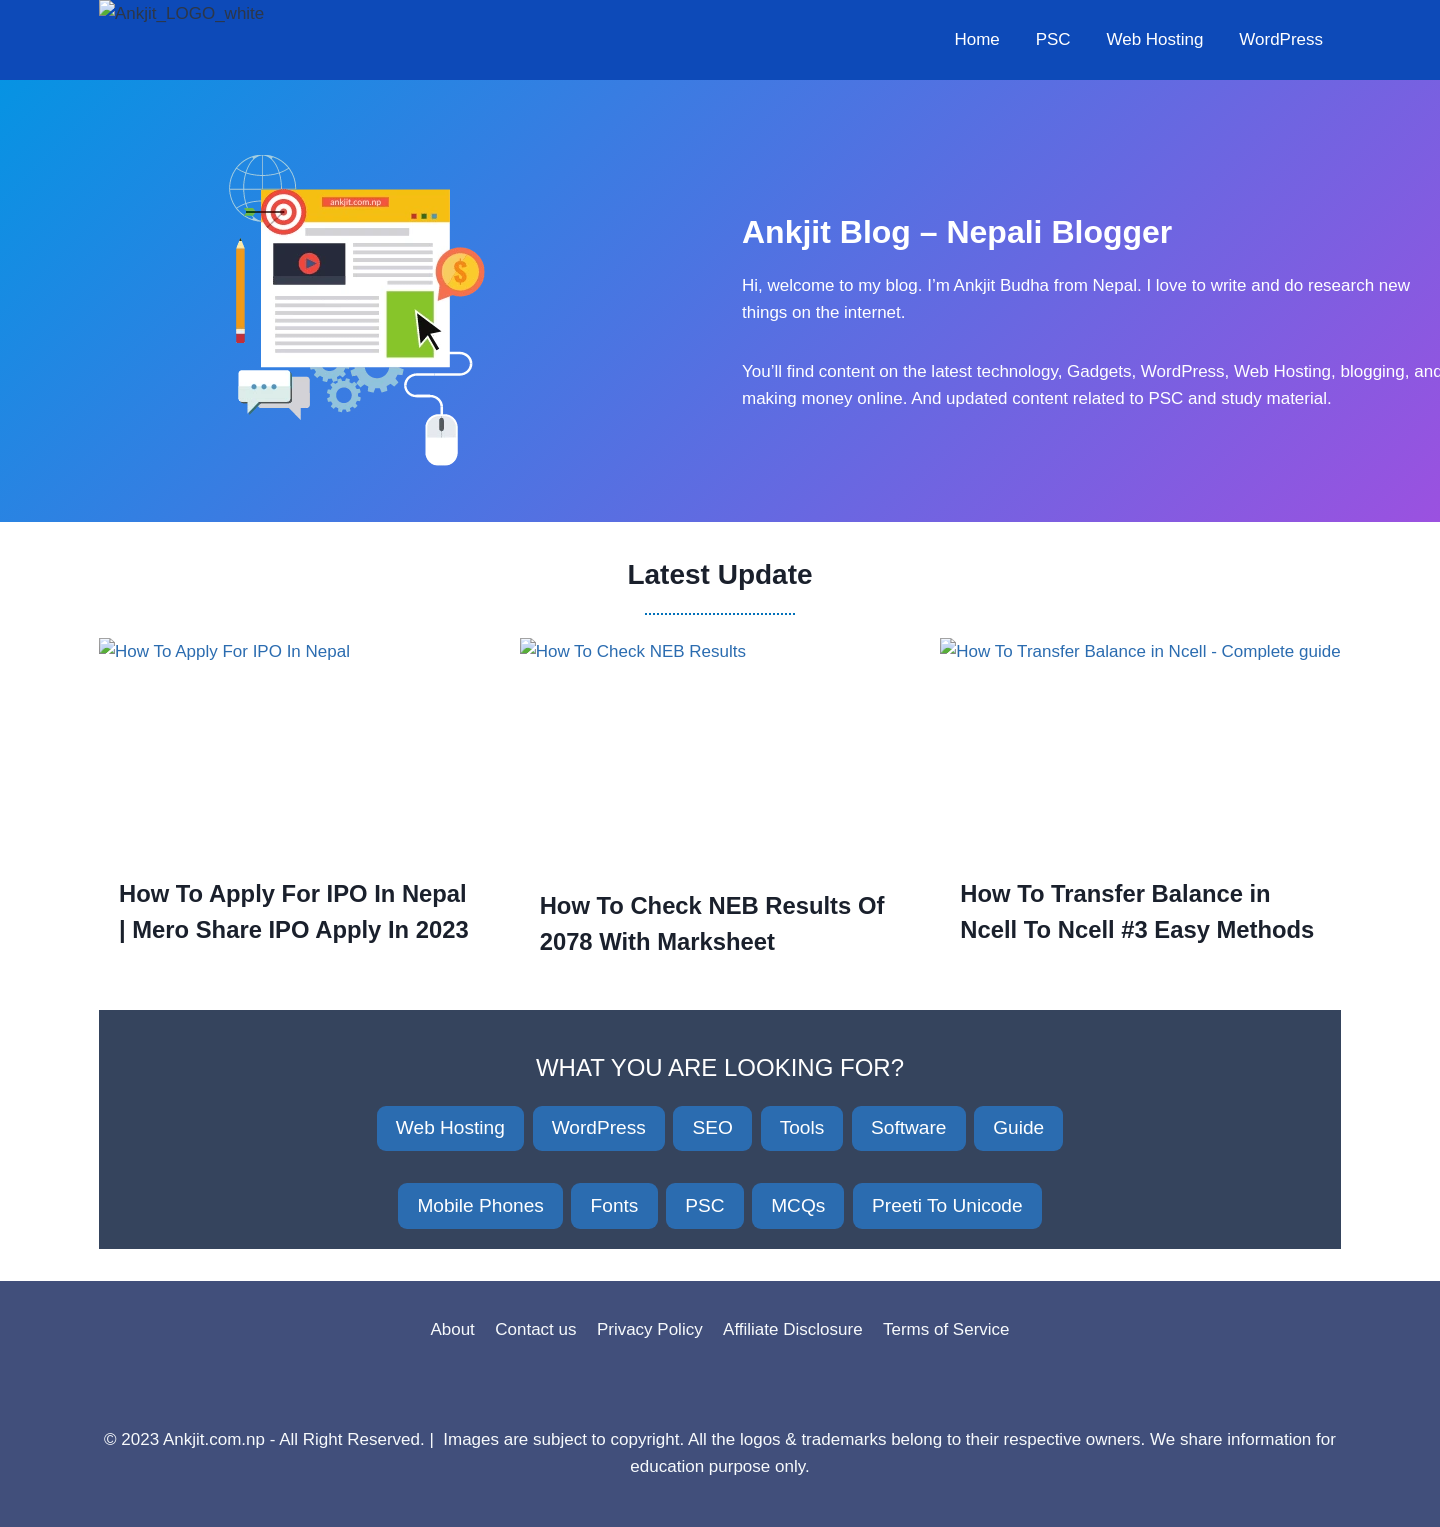 Ankjit_LOGO_white
Home PSC Web Hosting WordPress
ankjit.com.np
Ankjit Blog – Nepali Blogger
Hi, welcome to my blog. I’m Ankjit Budha from Nepal. I love to write and do research new
things on the internet.
You’ll find content on the latest technology, Gadgets, WordPress, Web Hosting, blogging, and
making money online. And updated content related to PSC and study material.
Latest Update
How To Apply For IPO In Nepal
How To Check NEB Results
How To Transfer Balance in Ncell - Complete guide
How To Apply For IPO In Nepal
| Mero Share IPO Apply In 2023
How To Check NEB Results Of
2078 With Marksheet
How To Transfer Balance in
Ncell To Ncell #3 Easy Methods
WHAT YOU ARE LOOKING FOR?
Web Hosting WordPress SEO Tools Software Guide
Mobile Phones Fonts PSC MCQs Preeti To Unicode
About Contact us Privacy Policy Affiliate Disclosure Terms of Service
© 2023 Ankjit.com.np - All Right Reserved. | Images are subject to copyright. All the logos & trademarks belong to their respective owners. We share information for
education purpose only.